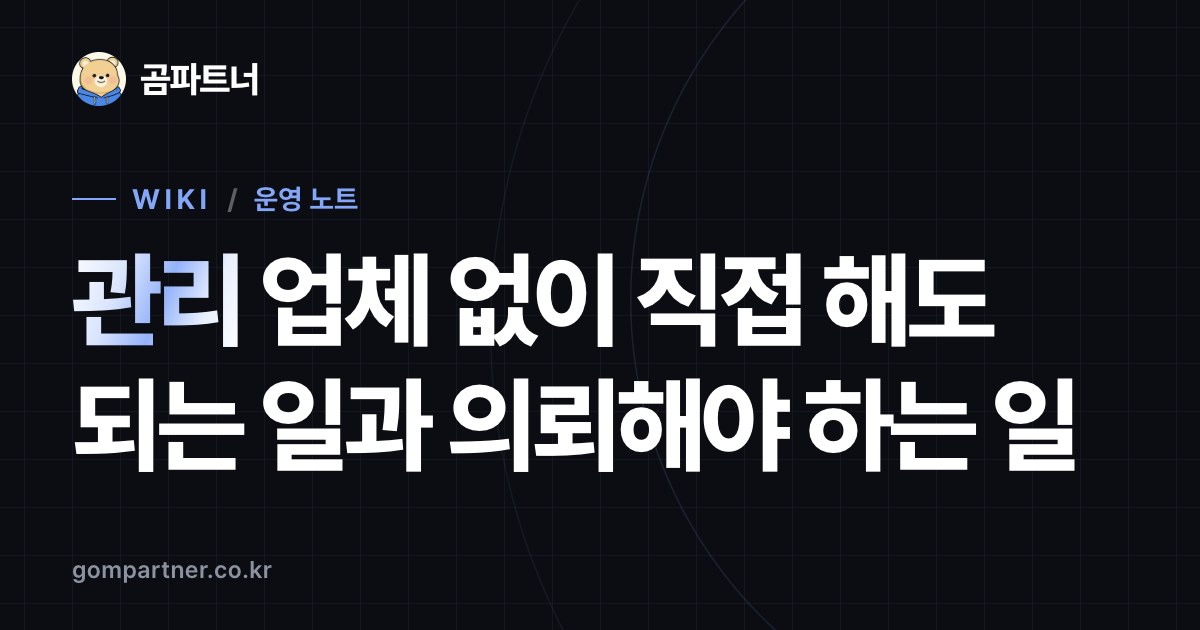 곰파트너
WIKI / 운영 노트
관리 업체 없이 직접 해도
되는 일과 의뢰해야 하는 일
gompartner.co.kr